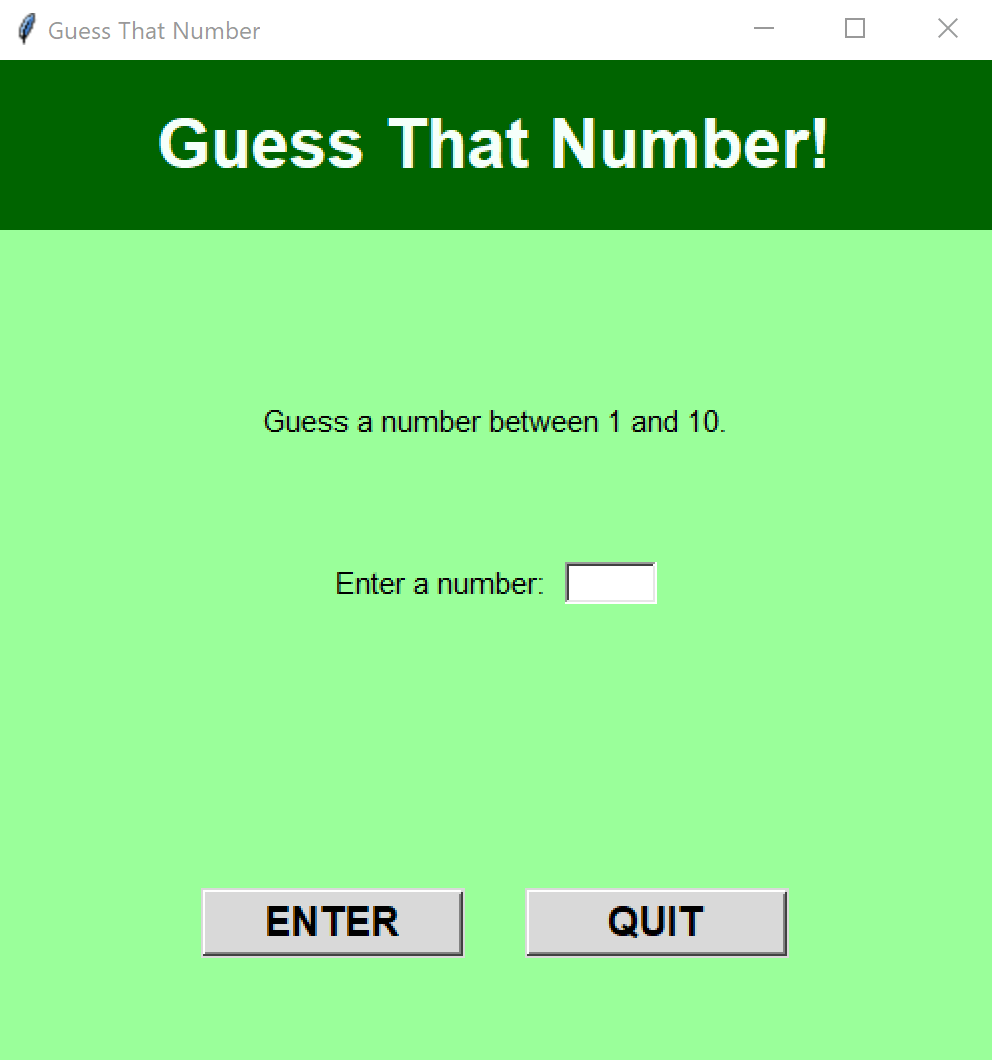 Guess That Number
Guess That Number!
Guess a number between 1 and 10.
Enter a number:
ENTER
QUIT